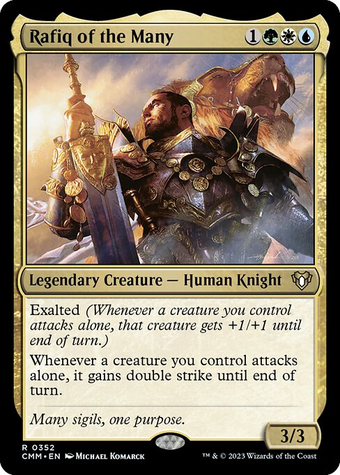 Rafiq of the Many 1
Legendary Creature — Human Knight
Exalted (Whenever a creature you control
attacks alone, that creature gets +1/+1 until
end of turn.)
Whenever a creature you control attacks
alone, it gains double strike until end of
turn.
Many sigils, one purpose.
3/3
R 0352
CMM • EN Michael Komarck
™ & © 2023 Wizards of the Coast